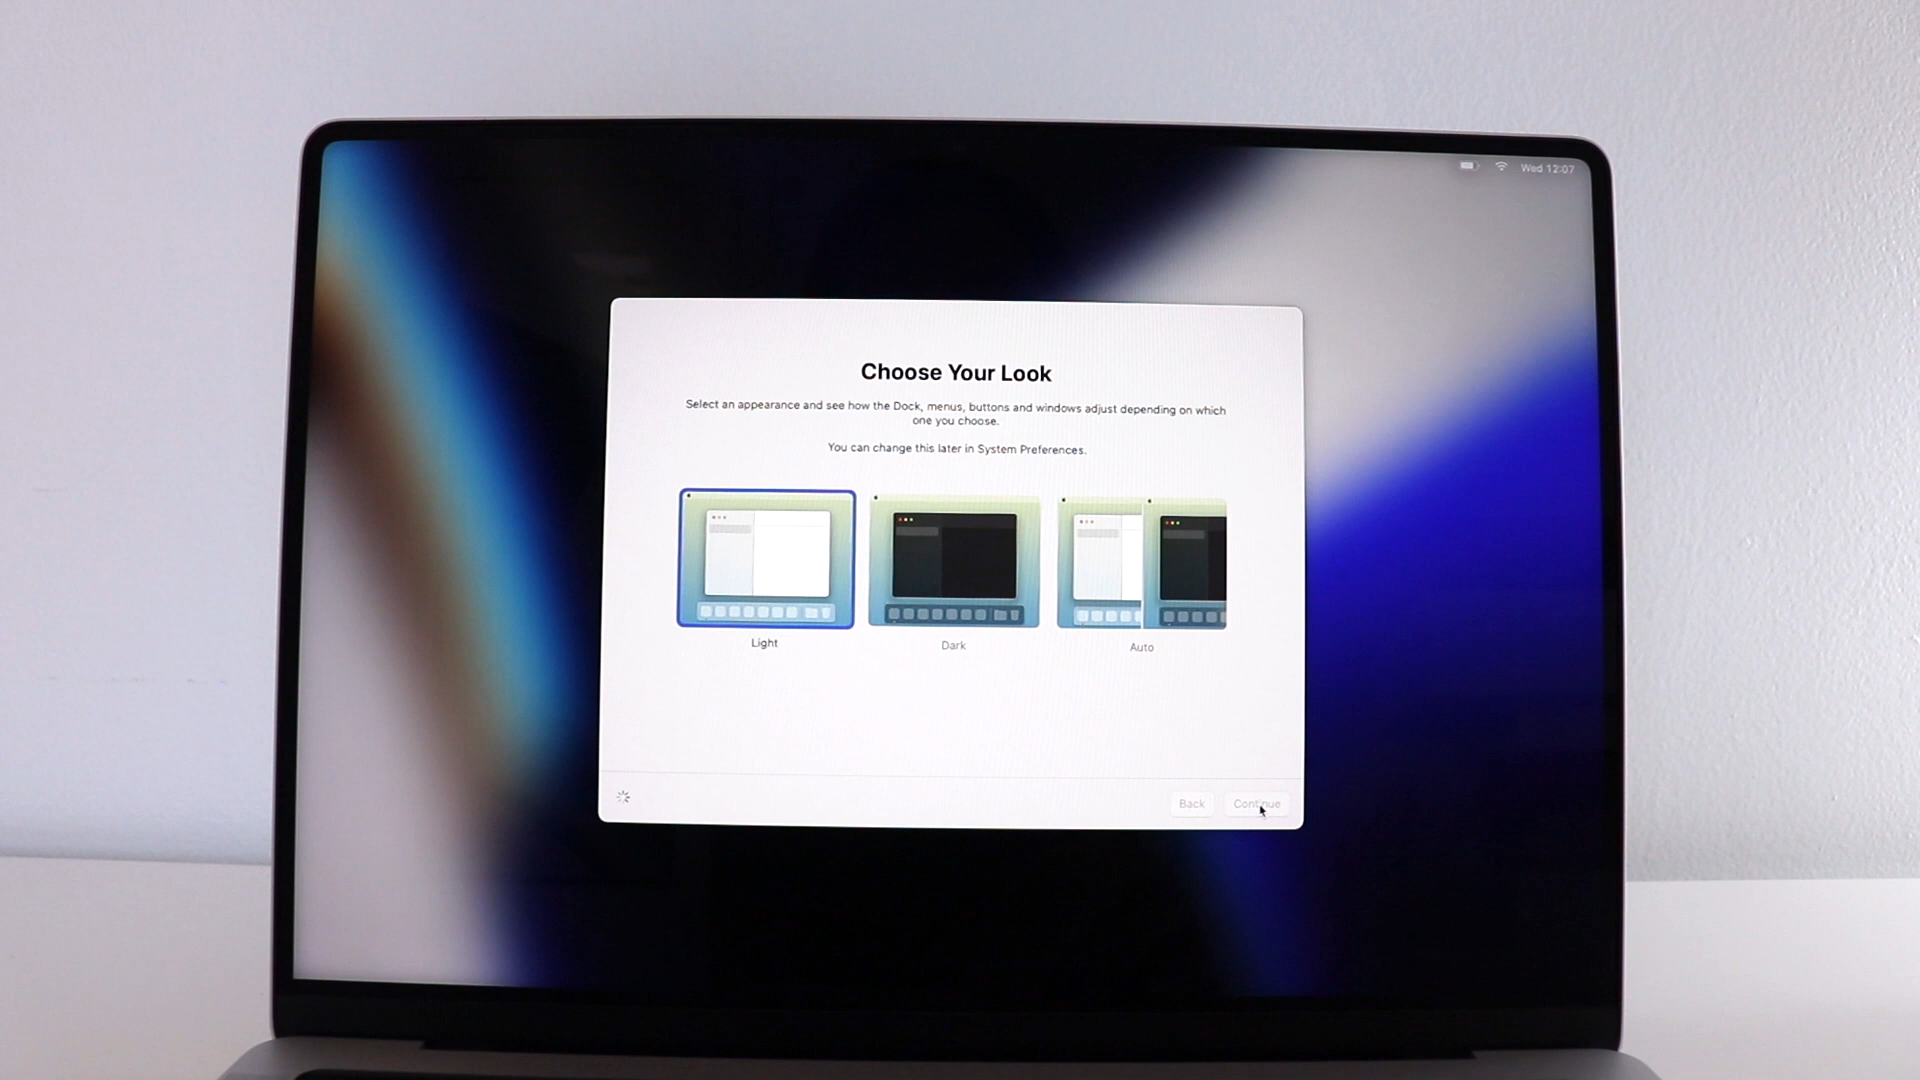 Wed 12:07
Choose Your Look
Select an appearance and see how the Dock, menus, buttons and windows adjust depending on which
one you choose.
You can change this later in System Preferences.
Light
Dark
Auto
Back
Continue